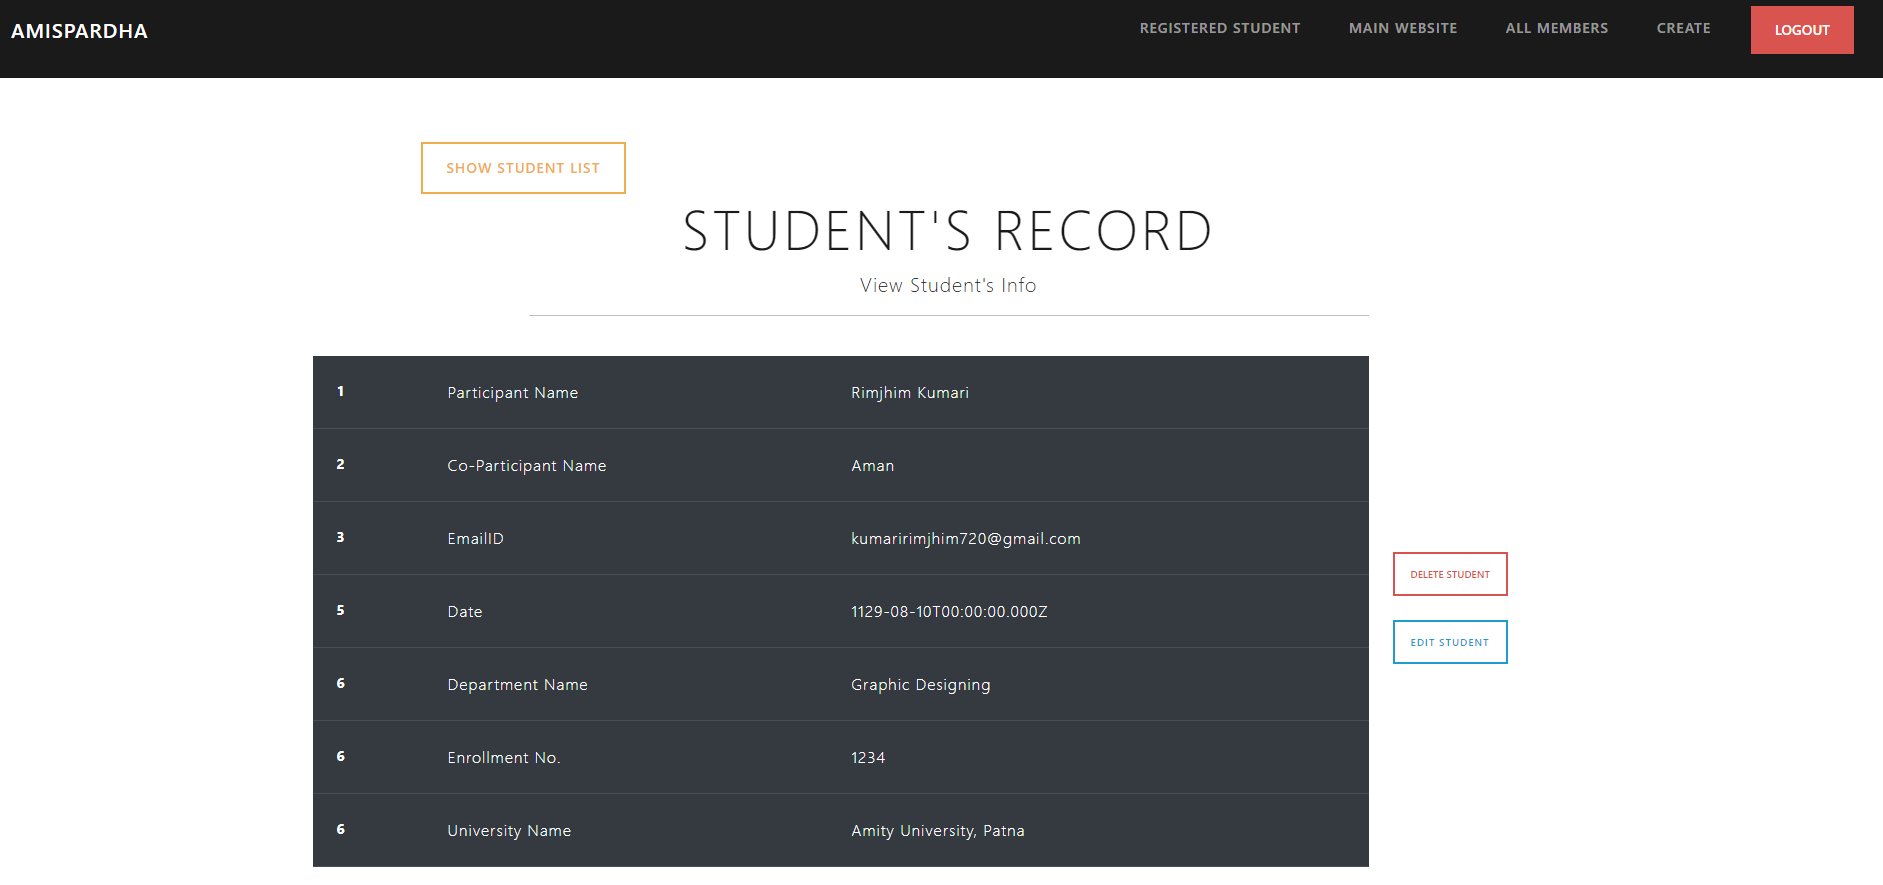 AMISPARDHA REGISTERED STUDENT MAIN WEBSITE ALL MEMBERS CREATE LOGOUT
SHOW STUDENT LIST
STUDENT'S RECORD
View Student's Info
1 Participant Name Rimjhim Kumari
2 Co-Participant Name Aman
3 EmailID kumaririmjhim720@gmail.com
DELETE STUDENT
5 Date 1129-08-10T00:00:00.000Z
EDIT STUDENT
6 Department Name Graphic Designing
6 Enrollment No. 1234
6 University Name Amity University, Patna